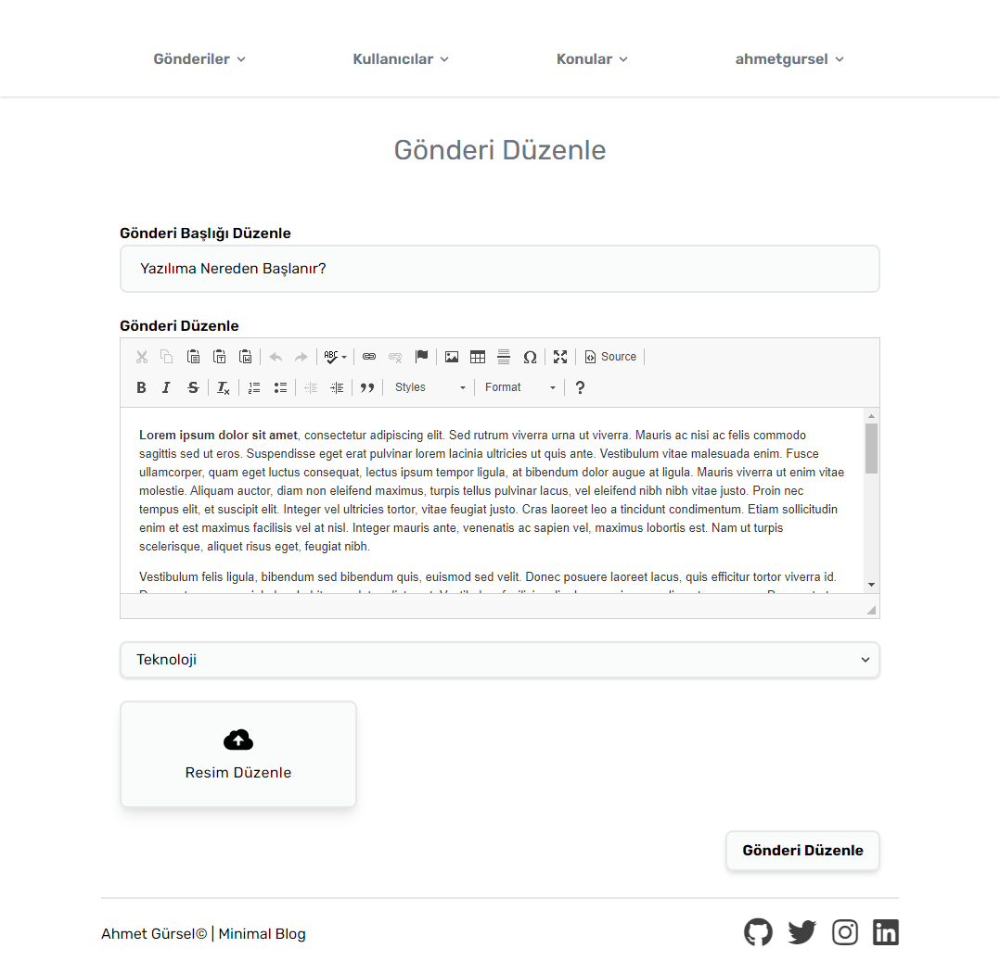 Gönderiler Kullanıcılar Konular ahmetgursel
Gönderi Düzenle
Gönderi Başlığı Düzenle
Yazılıma Nereden Başlanır?
Gönderi Düzenle
ABC Ω Source
B I S Tx Styles Format ?
Lorem ipsum dolor sit amet, consectetur adipiscing elit. Sed rutrum viverra urna ut viverra. Mauris ac nisi ac felis commodo
sagittis sed ut eros. Suspendisse eget erat pulvinar lorem lacinia ultricies ut quis ante. Vestibulum vitae malesuada enim. Fusce
ullamcorper, quam eget luctus consequat, lectus ipsum tempor ligula, at bibendum dolor augue at ligula. Mauris viverra ut enim vitae
molestie. Aliquam auctor, diam non eleifend maximus, turpis tellus pulvinar lacus, vel eleifend nibh nibh vitae justo. Proin nec
tempus elit, et suscipit elit. Integer vel ultricies tortor, vitae feugiat justo. Cras laoreet leo a tincidunt condimentum. Etiam sollicitudin
enim et est maximus facilisis vel at nisl. Integer mauris ante, venenatis ac sapien vel, maximus lobortis est. Nam ut turpis
scelerisque, aliquet risus eget, feugiat nibh.
Vestibulum felis ligula, bibendum sed bibendum quis, euismod sed velit. Donec posuere laoreet lacus, quis efficitur tortor viverra id.
Teknoloji
Resim Düzenle
Gönderi Düzenle
Ahmet Gürsel© | Minimal Blog